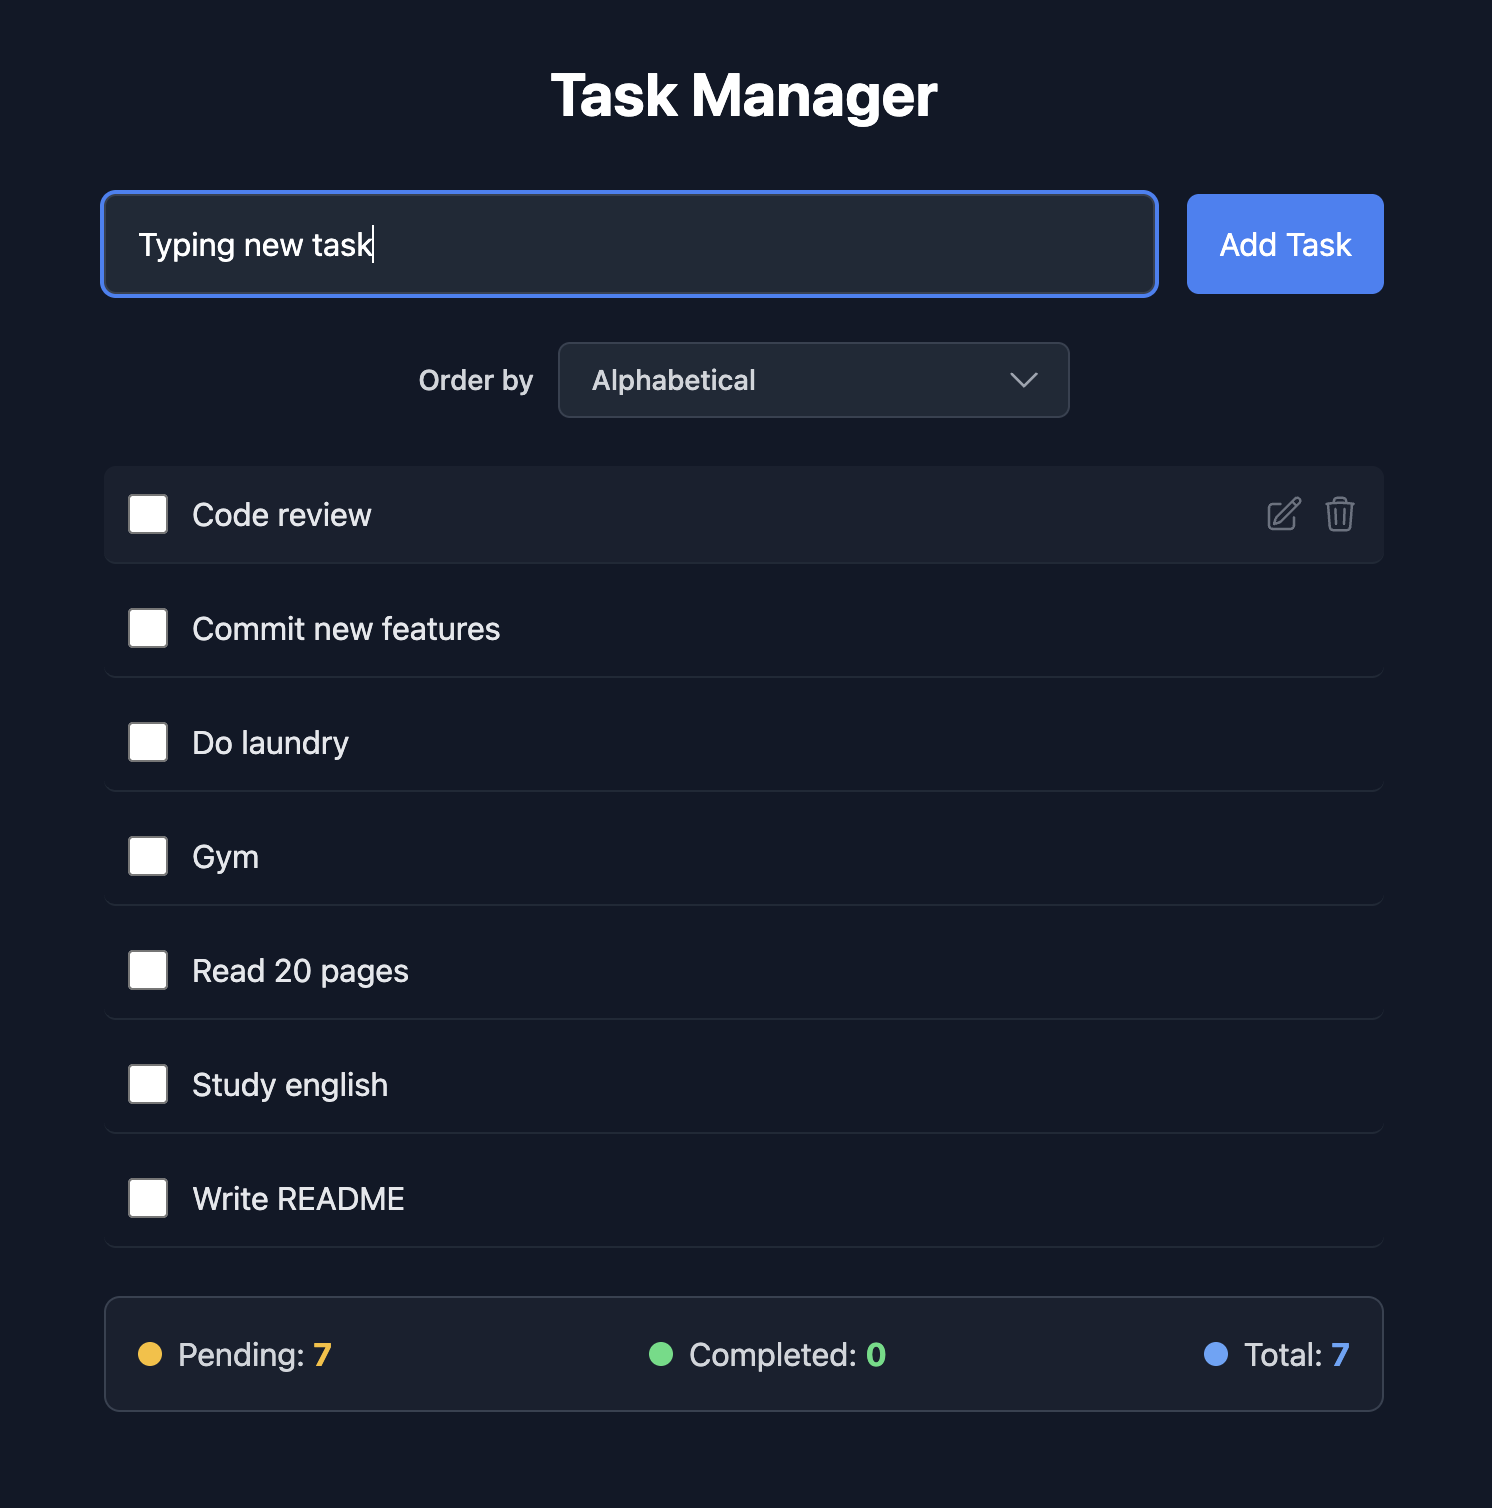 Task Manager
Typing new task
Add Task
Order by
Alphabetical
Code review
Commit new features
Do laundry
Gym
Read 20 pages
Study english
Write README
Pending: 7
Completed: 0
Total: 7